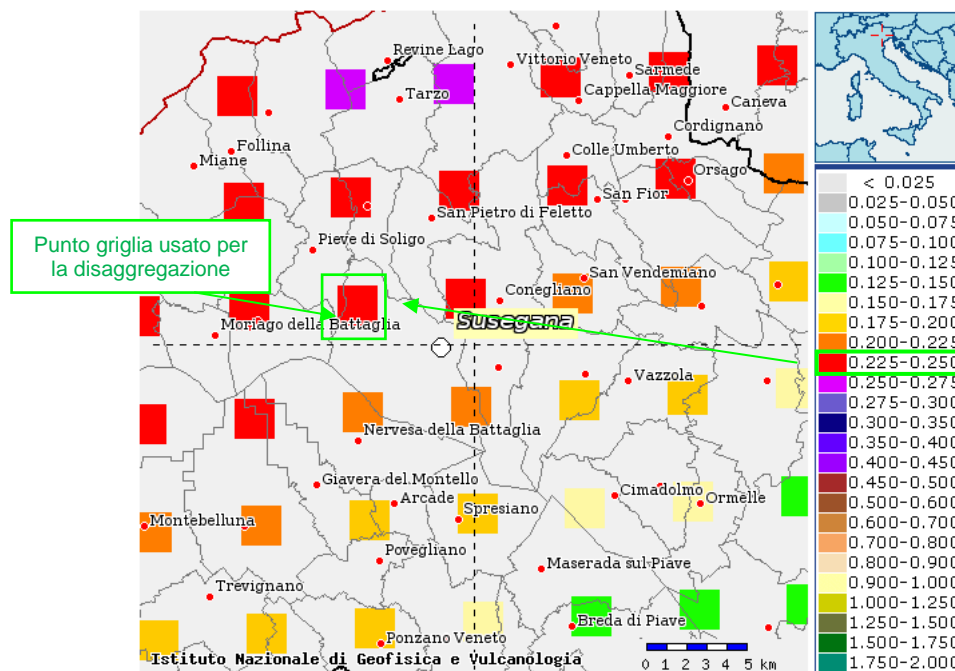 Revine Lago
Vittorio Veneto
Sarmede
Tarzo
Cappella Maggiore
Caneva
Cordignano
Follina
Miane
Colle Umberto
Orsago
San Fior
San Pietro di Feletto
Punto griglia usato per
la disaggregazione
Pieve di Soligo
San Vendemiano
Conegliano
Moriago della Battaglia
Susegana
Vazzola
Nervesa della Battaglia
Giavera del Montello
Arcade
Cimadolmo
Ormelle
Montebelluna
Spresiano
Povegliano
Maserada sul Piave
Trevignano
Breda di Piave
Ponzano Veneto
Istituto Nazionale di Geofisica e Vulcanologia
0 1 2 3 4 5 km
< 0.025
0.025-0.050
0.050-0.075
0.075-0.100
0.100-0.125
0.125-0.150
0.150-0.175
0.175-0.200
0.200-0.225
0.225-0.250
0.250-0.275
0.275-0.300
0.300-0.350
0.350-0.400
0.400-0.450
0.450-0.500
0.500-0.600
0.600-0.700
0.700-0.800
0.800-0.900
0.900-1.000
1.000-1.250
1.250-1.500
1.500-1.750
1.750-2.000